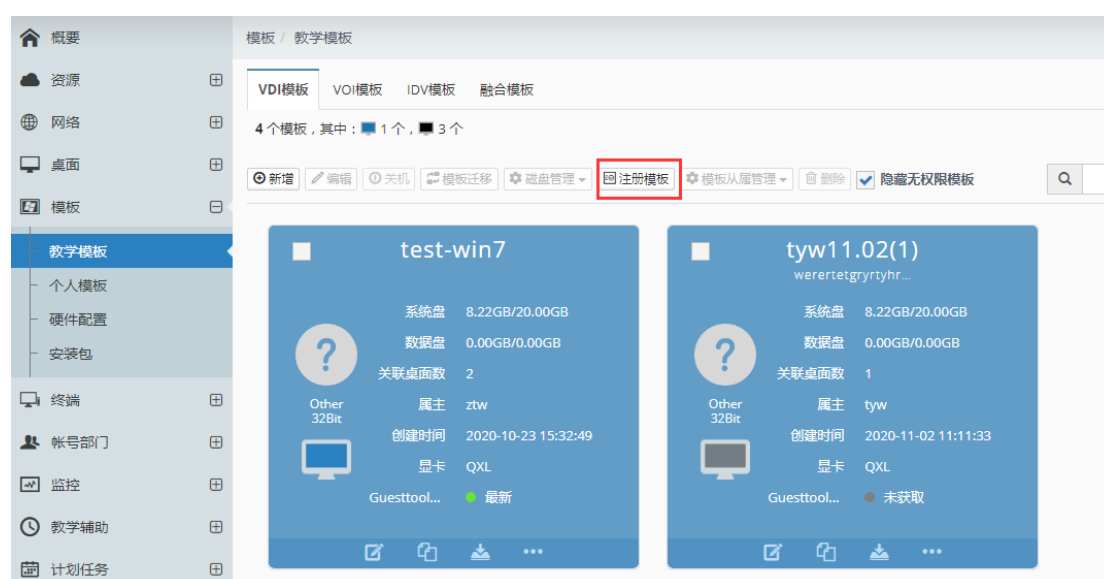 概要
资源
网络
桌面
模板
教学模板
个人模板
硬件配置
安装包
终端
帐号部门
监控
教学辅助
计划任务
模板 / 教学模板
VDI模板 VOI模板 IDV模板 融合模板
4 个模板 , 其中 : 1 个 , 3 个
新增 编辑 关机 模板迁移 磁盘管理 注册模板 模板从属管理 删除 隐藏无权限模板
test-win7
系统盘 8.22GB/20.00GB
数据盘 0.00GB/0.00GB
关联桌面数 2
Other
32Bit
属主 ztw
创建时间 2020-10-23 15:32:49
显卡 QXL
Guesttool... 最新
tyw11.02(1)
werertetgryrtyhr...
系统盘 8.22GB/20.00GB
数据盘 0.00GB/0.00GB
关联桌面数 1
Other
32Bit
属主 tyw
创建时间 2020-11-02 11:11:33
显卡 QXL
Guesttool... 未获取